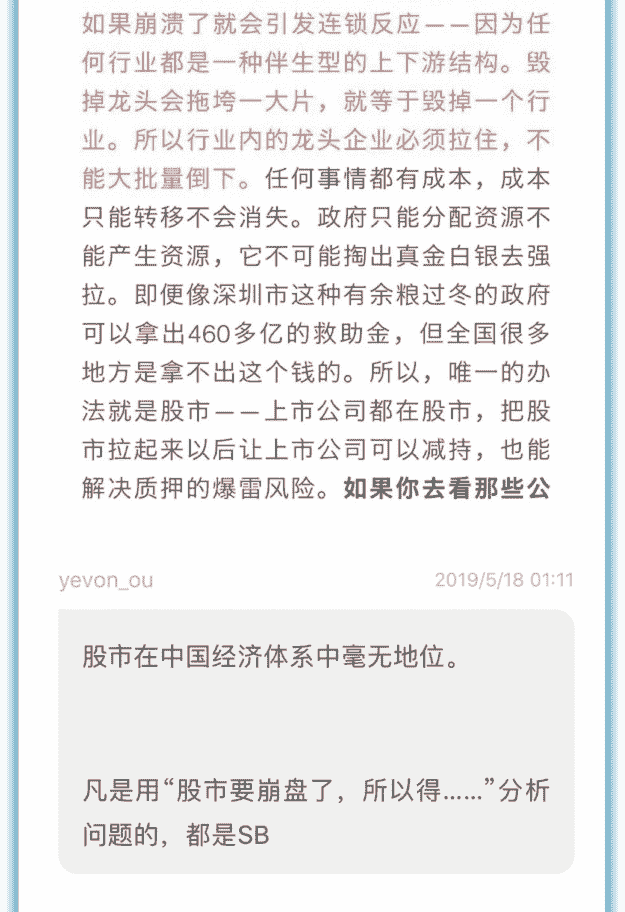 如果崩溃了就会引发连锁反应——因为任
何行业都是一种伴生型的上下游结构。毁
掉龙头会拖垮一大片，就等于毁掉一个行
业。所以行业内的龙头企业必须拉住，不
能大批量倒下。任何事情都有成本，成本
只能转移不会消失。政府只能分配资源不
能产生资源，它不可能掏出真金白银去强
拉。即便像深圳市这种有余粮过冬的政府
可以拿出460多亿的救助金，但全国很多
地方是拿不出这个钱的。所以，唯一的办
法就是股市——上市公司都在股市，把股
市拉起来以后让上市公司可以减持，也能
解决质押的爆雷风险。如果你去看那些公
yevon_ou 2019/5/18 01:11
股市在中国经济体系中毫无地位。
凡是用“股市要崩盘了，所以得……”分析
问题的，都是SB